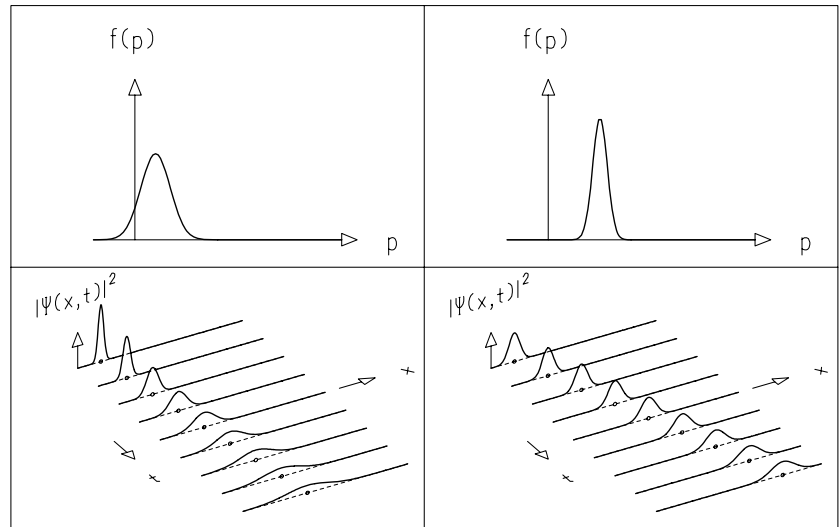 f(p)
p
f(p)
p
|Ψ(x,t)|²
x
t
|Ψ(x,t)|²
x
t